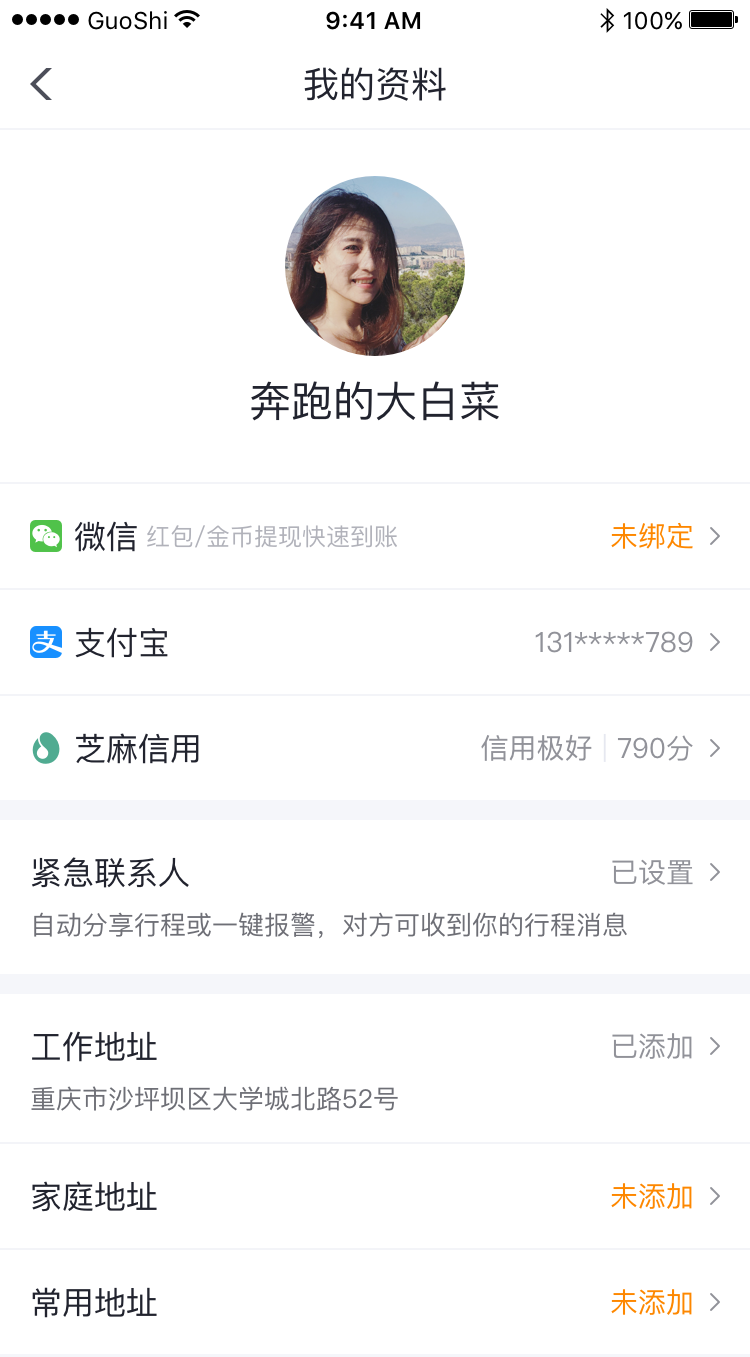 GuoShi 9:41 AM 100%
我的资料
奔跑的大白菜
微信 红包/金币提现快速到账 未绑定
支付宝 131*****789
芝麻信用 信用极好 790分
紧急联系人 已设置
自动分享行程或一键报警，对方可收到你的行程消息
工作地址 已添加
重庆市沙坪坝区大学城北路52号
家庭地址 未添加
常用地址 未添加